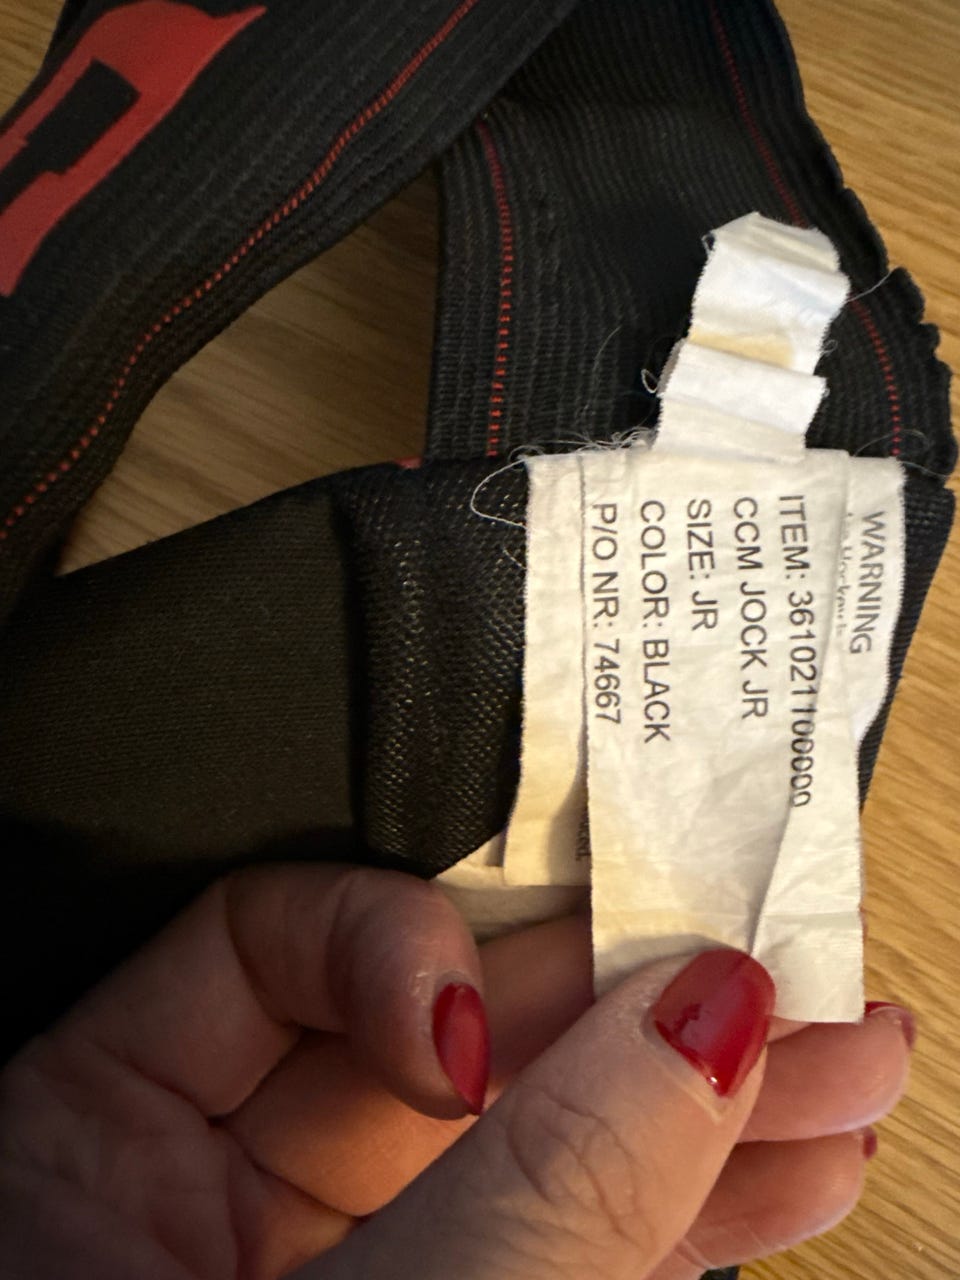 WARNING
ITEM: 361021100000
CCM JOCK JR
SIZE: JR
COLOR: BLACK
P/O NR: 74667